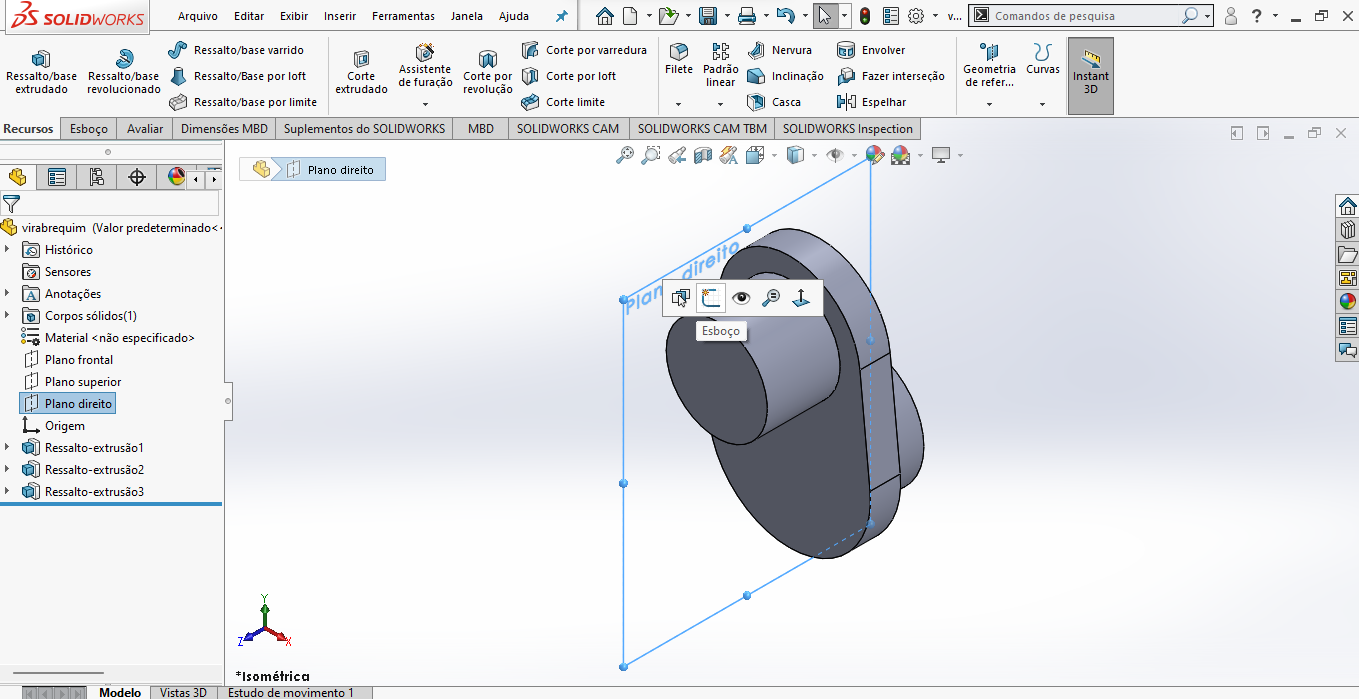 SOLIDWORKS Arquivo Editar Exibir Inserir Ferramentas Janela Ajuda v... Comandos de pesquisa ?
Ressalto/base extrudado
Ressalto/base revolucionado
Ressalto/base varrido
Ressalto/Base por loft
Ressalto/base por limite
Corte extrudado
Assistente de furação
Corte por revolução
Corte por varredura
Corte por loft
Corte limite
Filete
Padrão linear
Nervura
Inclinação
Casca
Envolver
Fazer interseção
Espelhar
Geometria de refer...
Curvas
Instant 3D
Recursos Esboço Avaliar Dimensões MBD Suplementos do SOLIDWORKS MBD SOLIDWORKS CAM SOLIDWORKS CAM TBM SOLIDWORKS Inspection
Plano direito
virabrequim (Valor predeterminado<
Histórico
Sensores
Anotações
Corpos sólidos(1)
Material <não especificado>
Plano frontal
Plano superior
Plano direito
Origem
Ressalto-extrusão1
Ressalto-extrusão2
Ressalto-extrusão3
Plan direito
Esboço
Y
Z X
*Isométrica
Modelo Vistas 3D Estudo de movimento 1